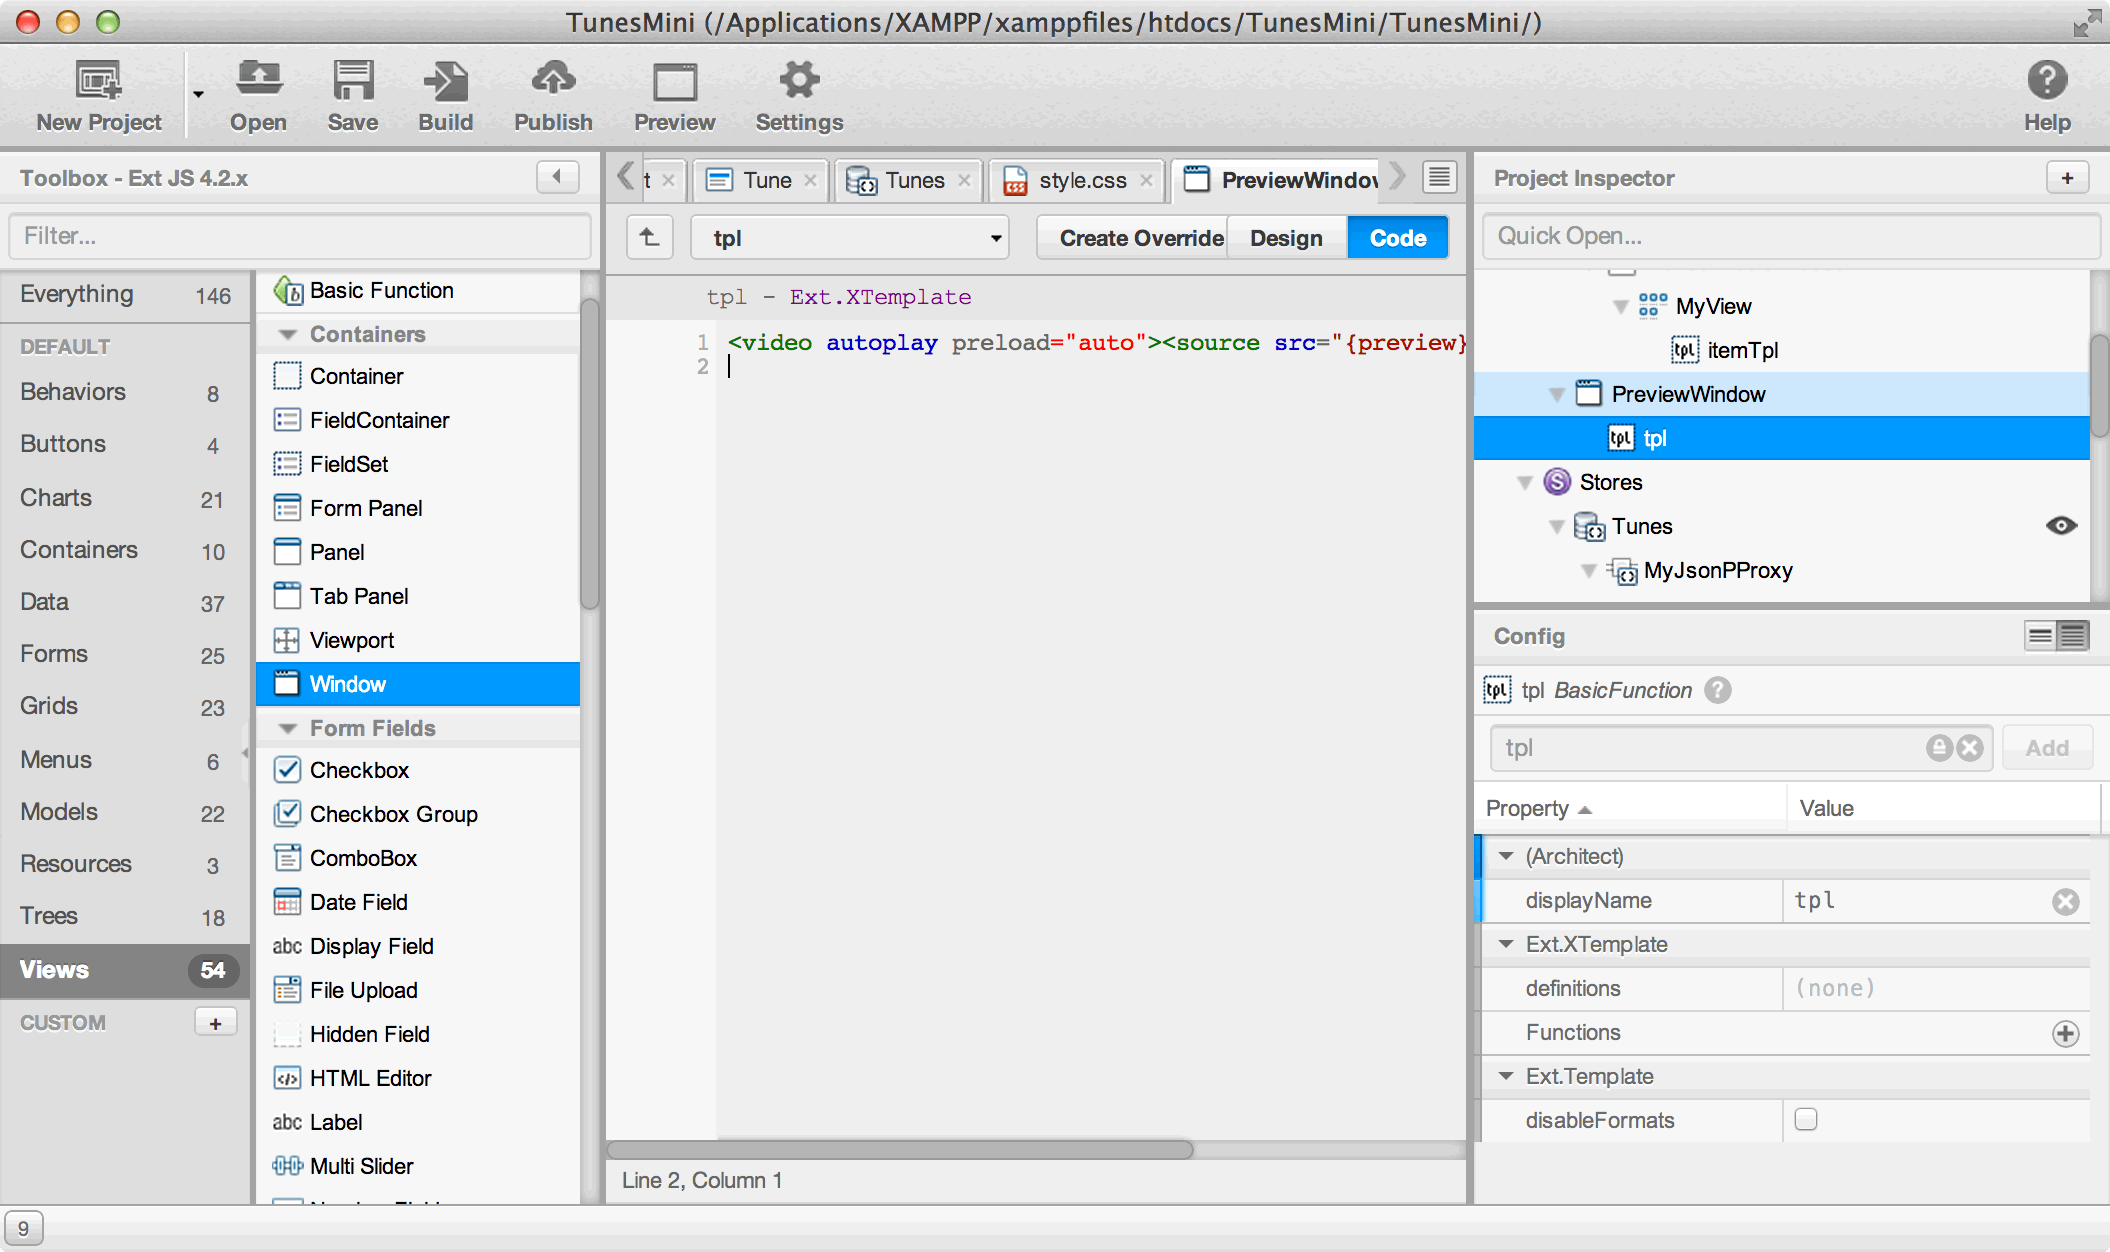 TunesMini (/Applications/XAMPP/xamppfiles/htdocs/TunesMini/TunesMini/)
New Project
Open
Save
Build
Publish
Preview
Settings
Help
Toolbox - Ext JS 4.2.x
Filter...
Everything 146
DEFAULT
Behaviors 8
Buttons 4
Charts 21
Containers 10
Data 37
Forms 25
Grids 23
Menus 6
Models 22
Resources 3
Trees 18
Views 54
CUSTOM +
Basic Function
Containers
Container
FieldContainer
FieldSet
Form Panel
Panel
Tab Panel
Viewport
Window
Form Fields
Checkbox
Checkbox Group
ComboBox
Date Field
abc Display Field
File Upload
Hidden Field
HTML Editor
abc Label
Multi Slider
t
Tune
Tunes
style.css
PreviewWindov
tpl
Create Override
Design
Code
tpl - Ext.XTemplate
1 <video autoplay preload="auto"><source src="{preview}
2
Line 2, Column 1
Project Inspector +
Quick Open...
MyView
tpl itemTpl
PreviewWindow
tpl tpl
S Stores
Tunes
MyJsonPProxy
Config
tpl tpl BasicFunction ?
tpl
Add
Property Value
(Architect)
displayName tpl
Ext.XTemplate
definitions (none)
Functions
Ext.Template
disableFormats
9